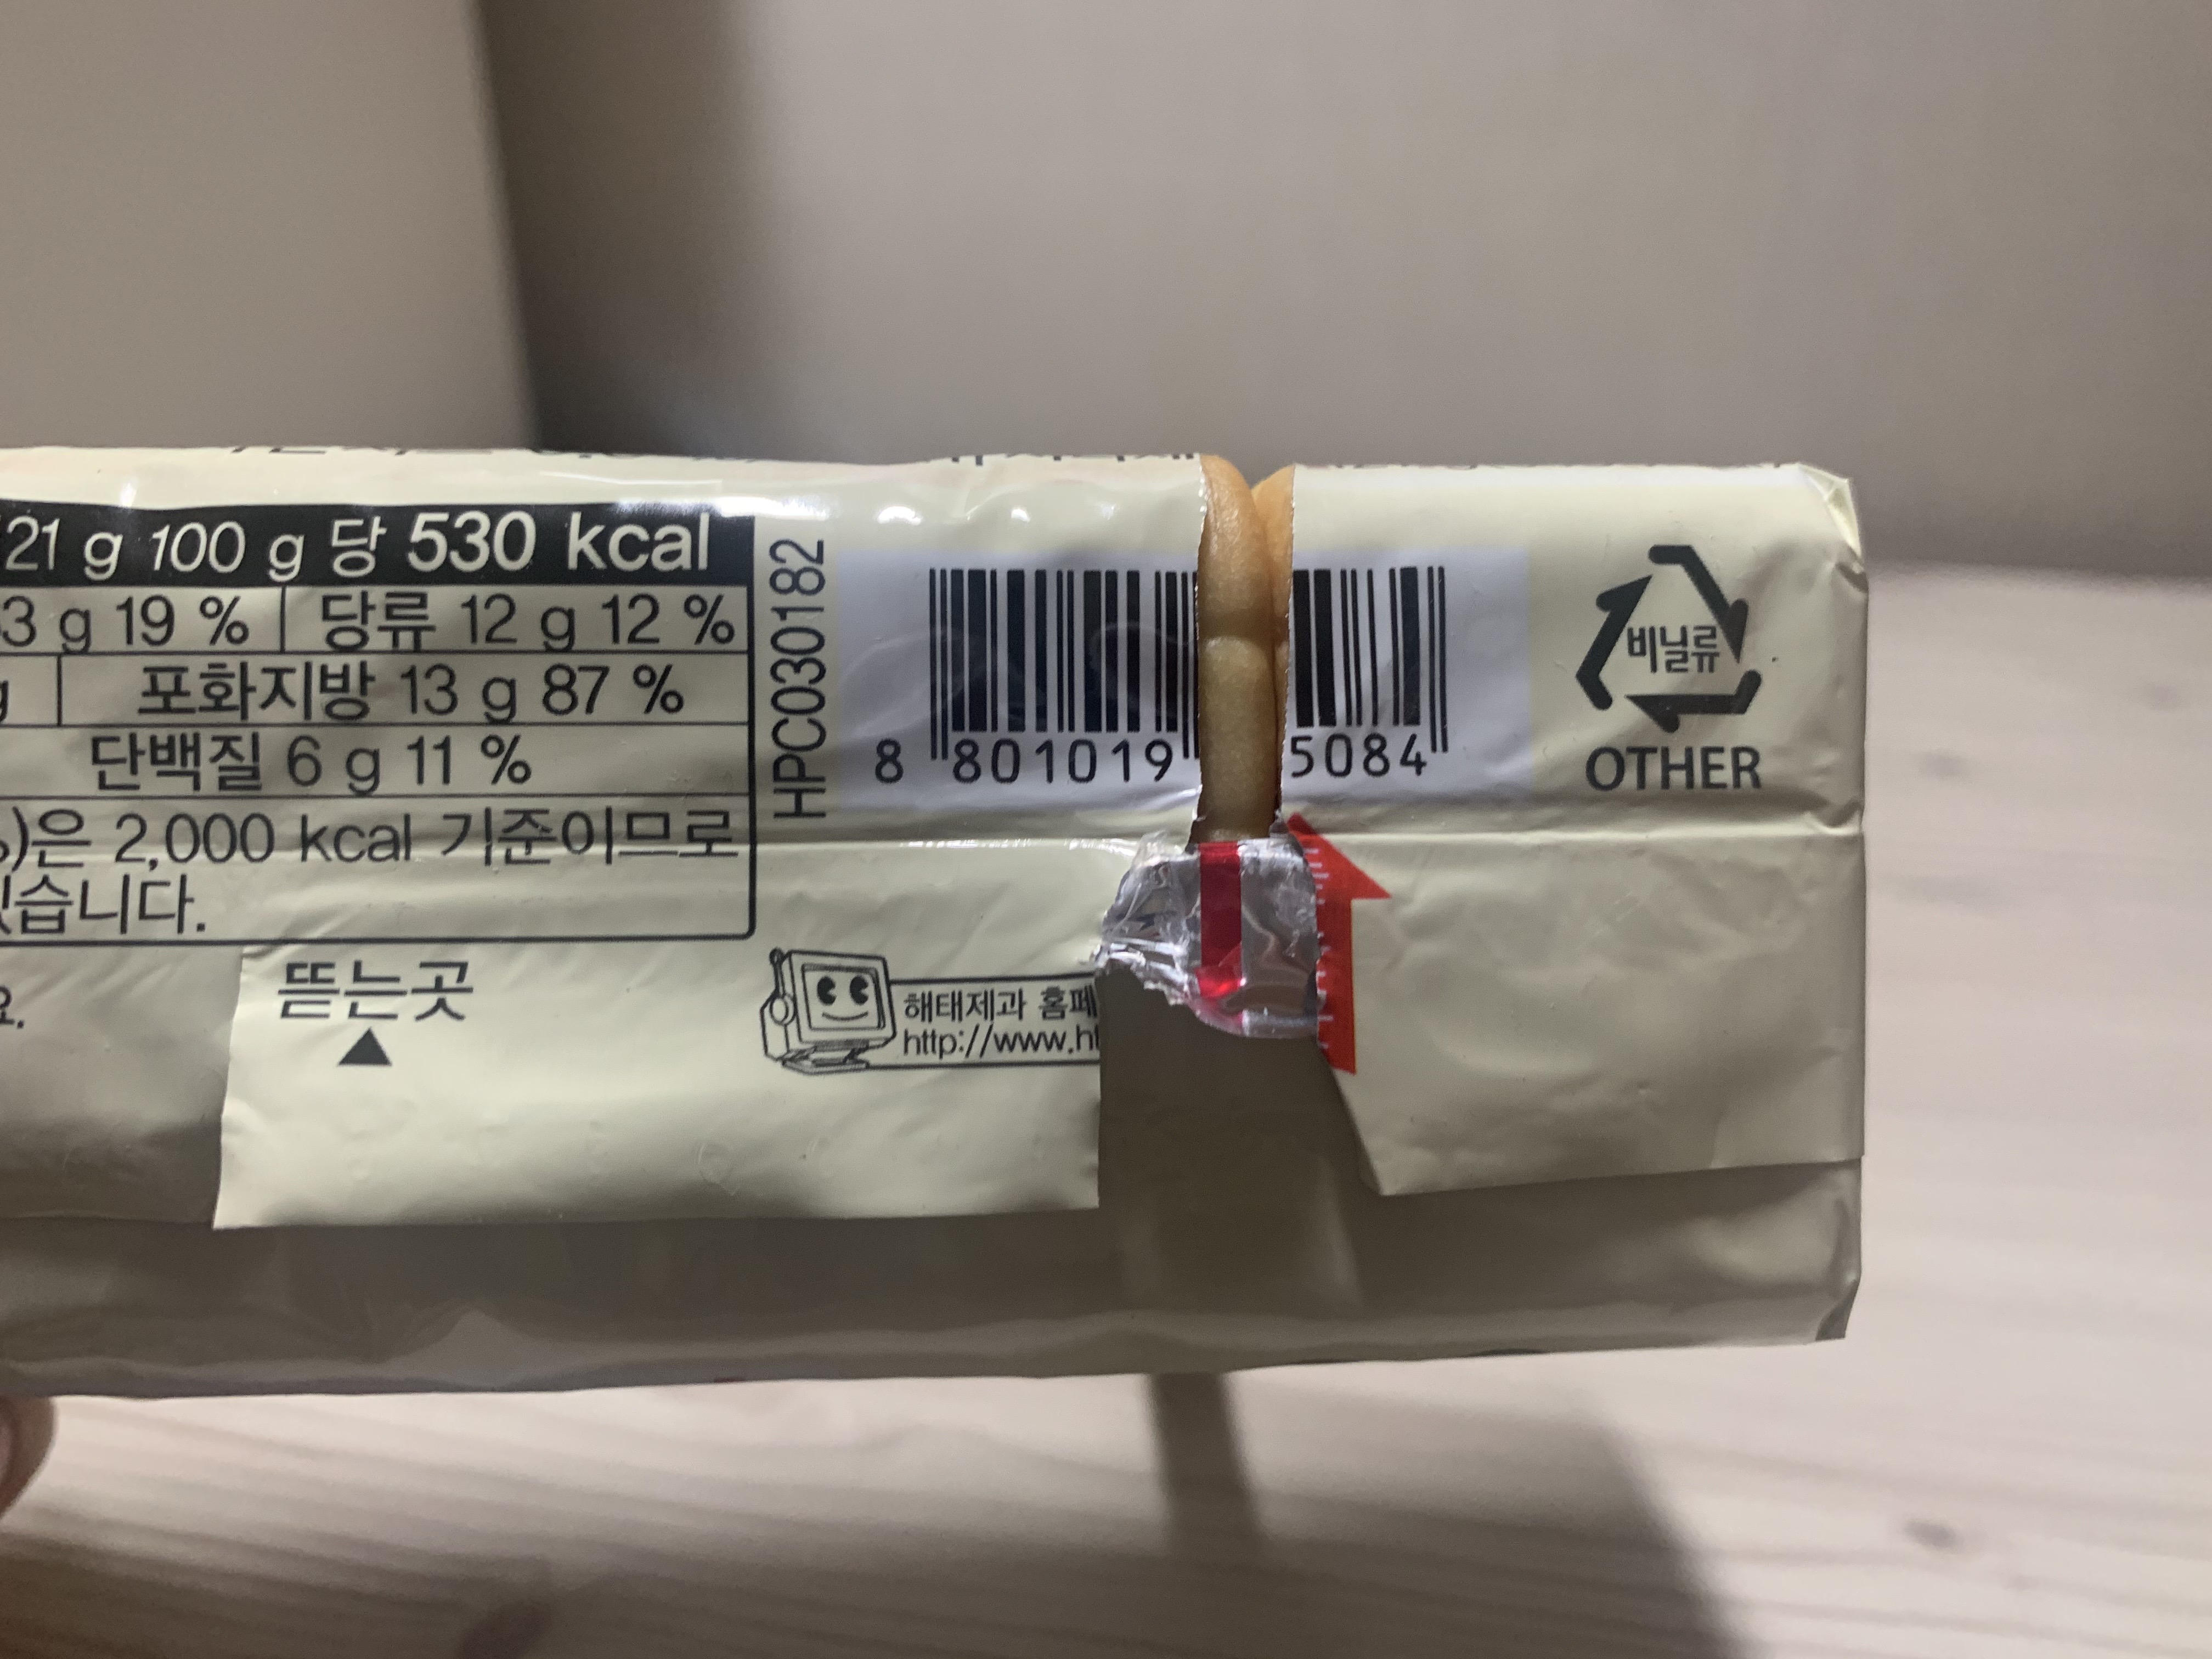 21 g 100 g 당 530 kcal
3 g 19 % 당류 12 g 12 %
g 포화지방 13 g 87 %
단백질 6 g 11 %
)은 2,000 kcal 기준이므로
습니다.
요.
뜯는곳
HPC030182
8 801019 5084
비닐류
OTHER
해태제과 홈페
http://www.ht